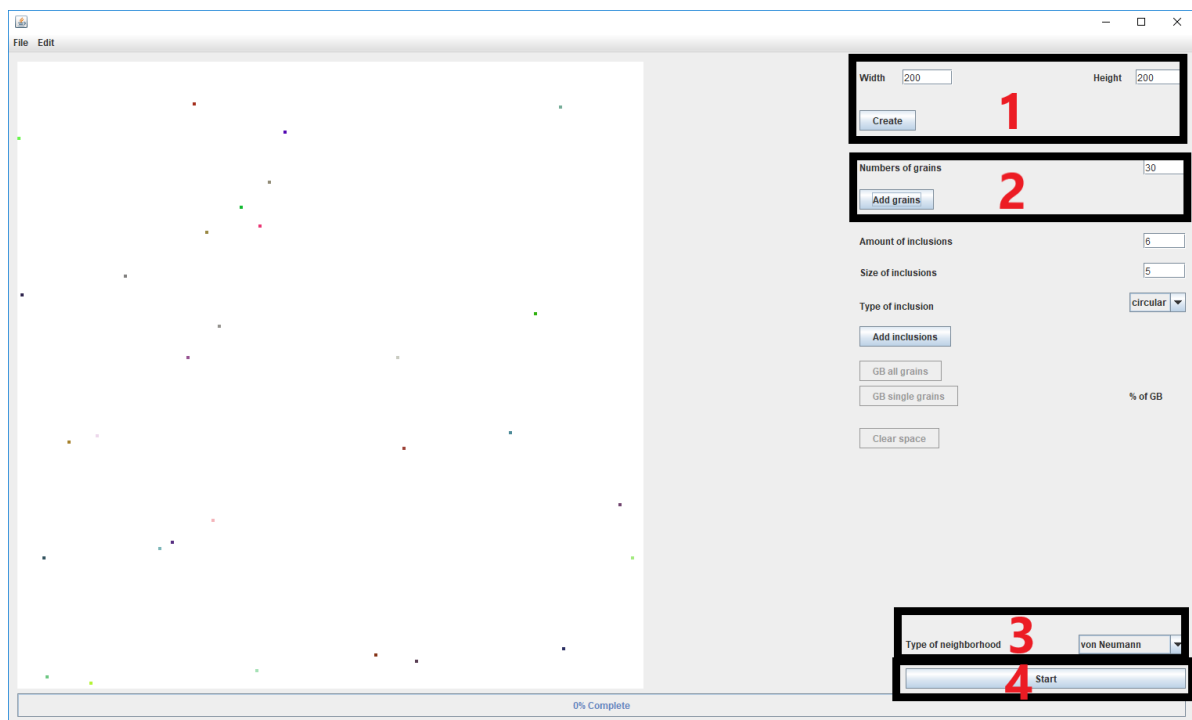 File Edit
Width 200 Height 200
1
Create
Numbers of grains 30
2
Add grains
Amount of inclusions 6
Size of inclusions 5
Type of inclusion circular
Add inclusions
GB all grains
GB single grains % of GB
Clear space
3
Type of neighborhood von Neumann
Start
4
0% Complete